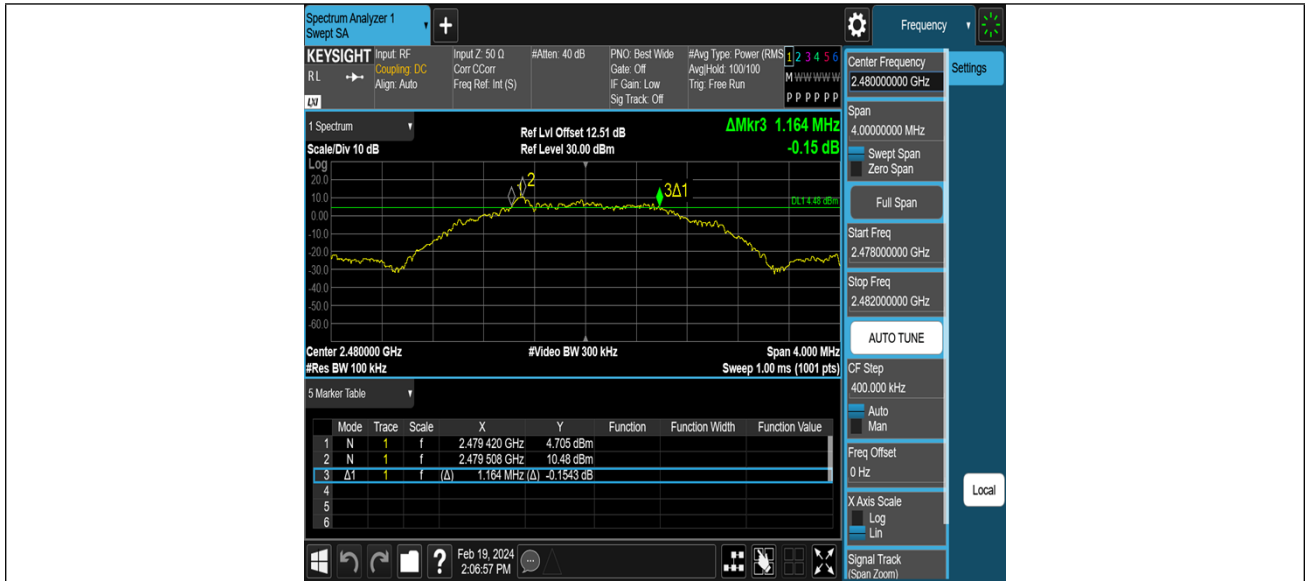 Spectrum Analyzer 1
Swept SA
+
Frequency
KEYSIGHT
RL
LXI
Input: RF
Coupling: DC
Align: Auto
Input Z: 50 Ω
Corr CCorr
Freq Ref: Int (S)
#Atten: 40 dB
PNO: Best Wide
Gate: Off
IF Gain: Low
Sig Track: Off
#Avg Type: Power (RMS
Avg|Hold: 100/100
Trig: Free Run
1 2 3 4 5 6
M W W W W W
P P P P P P
1 Spectrum
Scale/Div 10 dB
Ref Lvl Offset 12.51 dB
Ref Level 30.00 dBm
ΔMkr3 1.164 MHz
-0.15 dB
Log
20.0
10.0
0.00
-10.0
-20.0
-30.0
-40.0
-50.0
-60.0
1
2
3Δ1
DL1 4.48 dBm
Center 2.480000 GHz
#Res BW 100 kHz
#Video BW 300 kHz
Span 4.000 MHz
Sweep 1.00 ms (1001 pts)
5 Marker Table
Mode Trace Scale X Y Function Function Width Function Value
1 N 1 f 2.479 420 GHz 4.705 dBm
2 N 1 f 2.479 508 GHz 10.48 dBm
3 Δ1 1 f (Δ) 1.164 MHz (Δ) -0.1543 dB
4
5
6
?
Feb 19, 2024
2:06:57 PM
Center Frequency
2.480000000 GHz
Span
4.00000000 MHz
Swept Span
Zero Span
Full Span
Start Freq
2.478000000 GHz
Stop Freq
2.482000000 GHz
AUTO TUNE
CF Step
400.000 kHz
Auto
Man
Freq Offset
0 Hz
X Axis Scale
Log
Lin
Signal Track
(Span Zoom)
Settings
Local